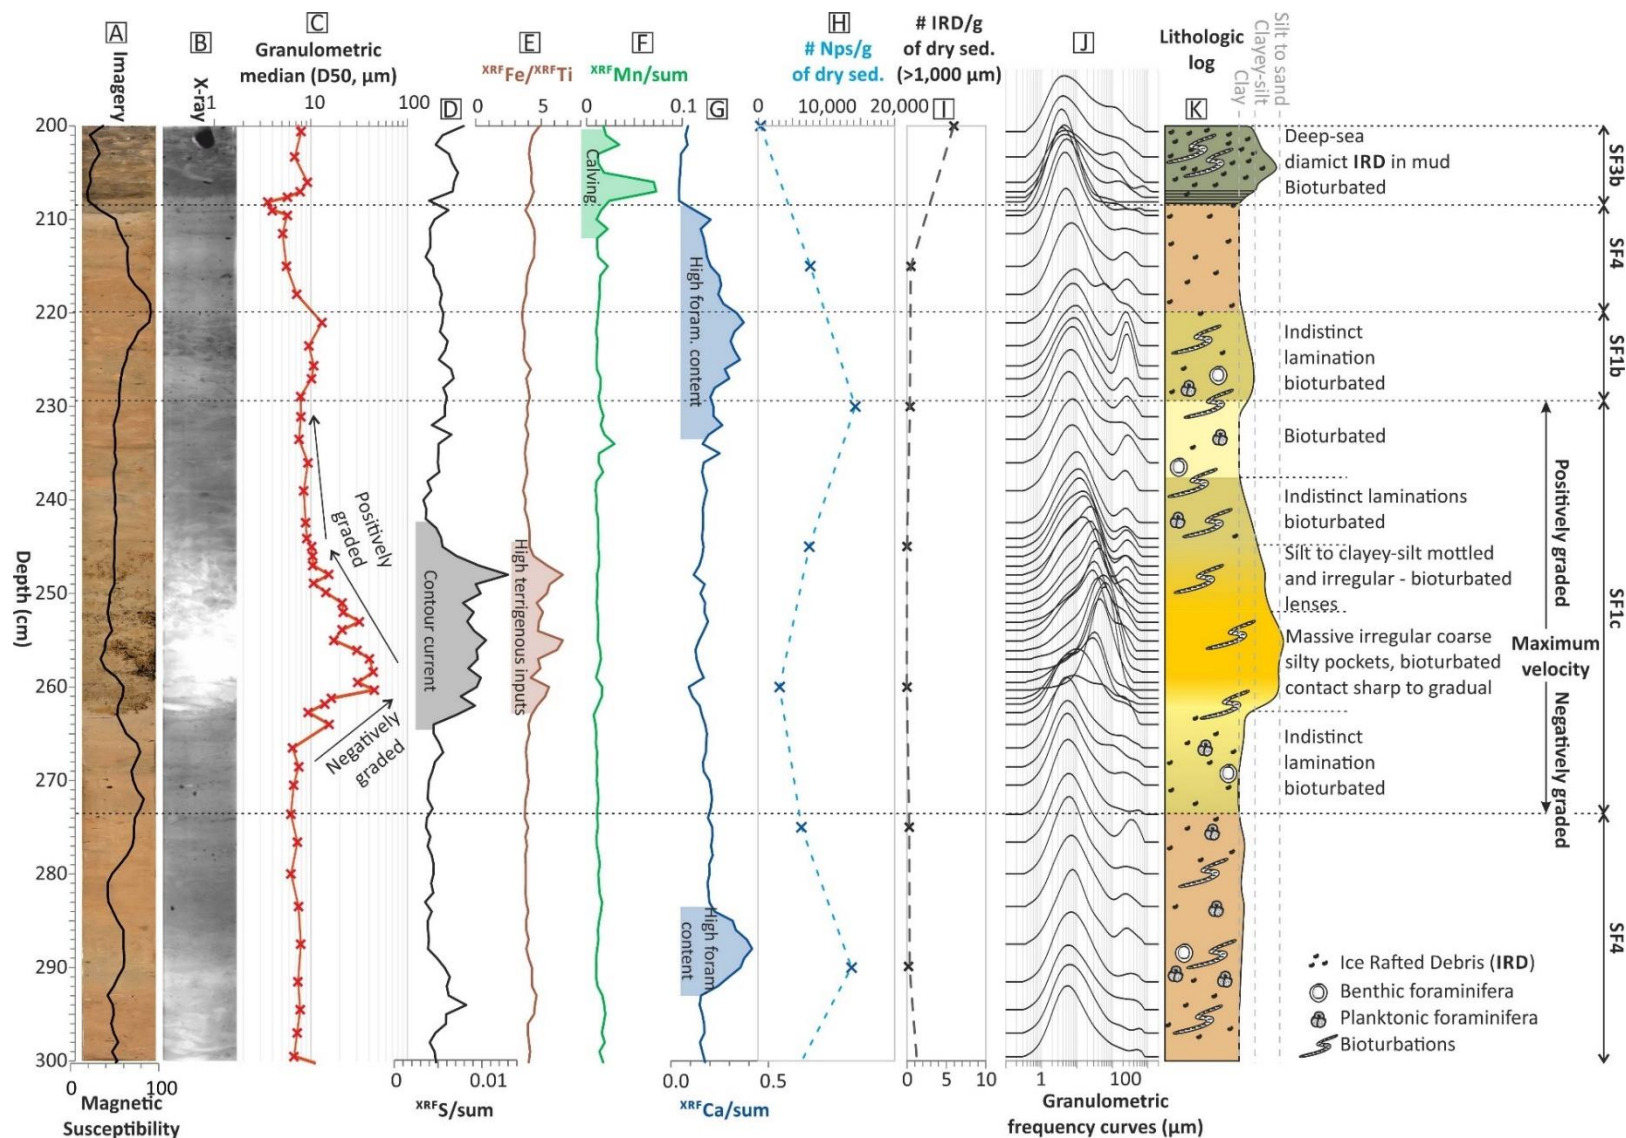 A
B
C
D
E
F
G
H
I
J
K
Imagery
X-ray
Granulometric
median (D50, µm)
1
10
100
XRFFe/XRFTi
0
5
XRFMn/sum
0
0.1
# Nps/g
of dry sed.
0
10,000
20,000
# IRD/g
of dry sed.
(>1,000 µm)
Lithologic
log
Clay
Clayey-silt
Silt to sand
Depth (cm)
200
210
220
230
240
250
260
270
280
290
300
Positively
graded
Negatively
graded
Contour current
High terrigenous inputs
Calving
High foram. content
High foram
content
Deep-sea
diamict IRD in mud
Bioturbated
Indistinct
lamination
bioturbated
Bioturbated
Indistinct laminations
bioturbated
Silt to clayey-silt mottled
and irregular - bioturbated
lenses
Massive irregular coarse
silty pockets, bioturbated
contact sharp to gradual
Indistinct
lamination
bioturbated
Positively graded
Maximum
velocity
Negatively graded
SF3b
SF4
SF1b
SF1c
SF4
Ice Rafted Debris (IRD)
Benthic foraminifera
Planktonic foraminifera
Bioturbations
0
100
Magnetic
Susceptibility
0
0.01
XRFS/sum
0.0
0.5
XRFCa/sum
0
5
10
1
100
Granulometric
frequency curves (µm)